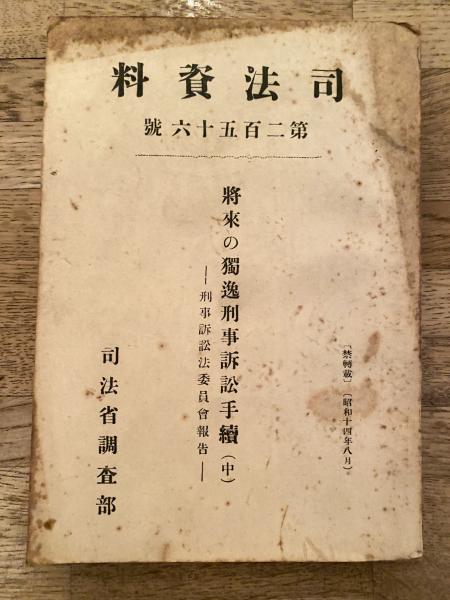 司法資料
第二百五十六號
〔禁轉載〕（昭和十四年八月）
將來の獨逸刑事訴訟手續（中）
――刑事訴訟法委員會報告――
司法省調查部